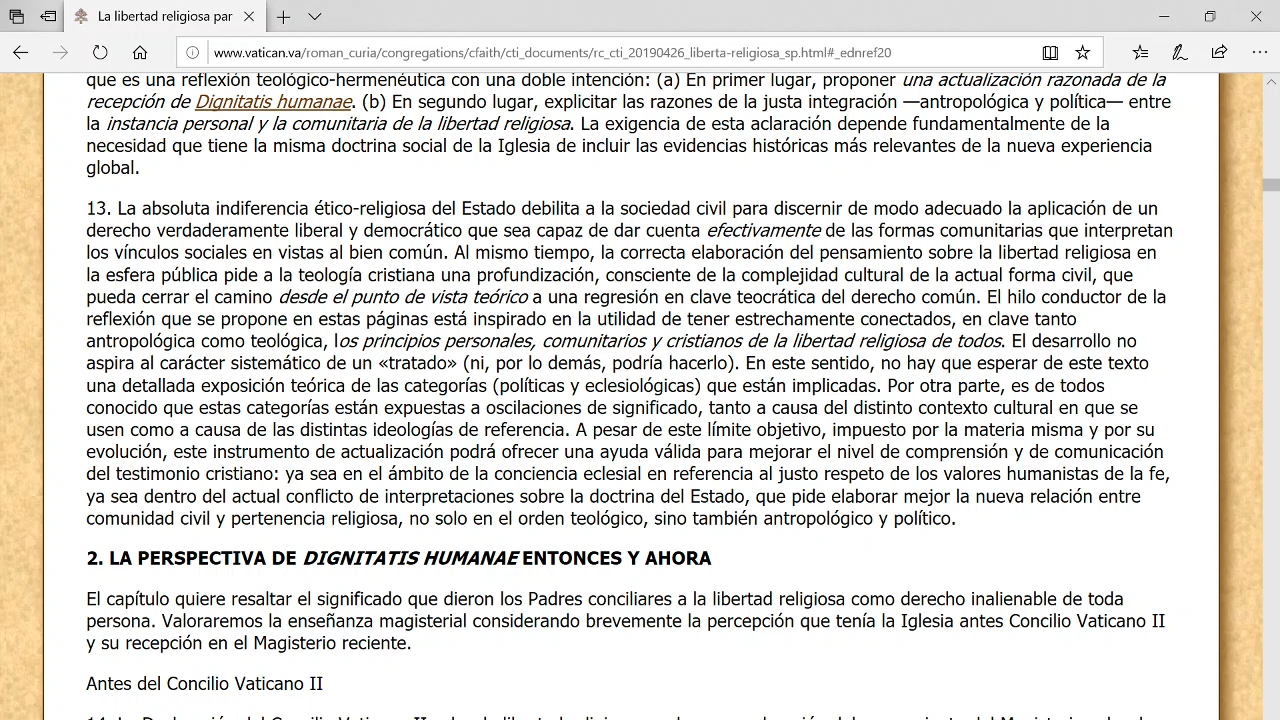 La libertad religiosa par
www.vatican.va/roman_curia/congregations/cfaith/cti_documents/rc_cti_20190426_liberta-religiosa_sp.html#_ednref20
que es una reflexión teológico-hermenéutica con una doble intención: (a) En primer lugar, proponer una actualización razonada de la
recepción de Dignitatis humanae. (b) En segundo lugar, explicitar las razones de la justa integración —antropológica y política— entre
la instancia personal y la comunitaria de la libertad religiosa. La exigencia de esta aclaración depende fundamentalmente de la
necesidad que tiene la misma doctrina social de la Iglesia de incluir las evidencias históricas más relevantes de la nueva experiencia
global.
13. La absoluta indiferencia ético-religiosa del Estado debilita a la sociedad civil para discernir de modo adecuado la aplicación de un
derecho verdaderamente liberal y democrático que sea capaz de dar cuenta efectivamente de las formas comunitarias que interpretan
los vínculos sociales en vistas al bien común. Al mismo tiempo, la correcta elaboración del pensamiento sobre la libertad religiosa en
la esfera pública pide a la teología cristiana una profundización, consciente de la complejidad cultural de la actual forma civil, que
pueda cerrar el camino desde el punto de vista teórico a una regresión en clave teocrática del derecho común. El hilo conductor de la
reflexión que se propone en estas páginas está inspirado en la utilidad de tener estrechamente conectados, en clave tanto
antropológica como teológica, los principios personales, comunitarios y cristianos de la libertad religiosa de todos. El desarrollo no
aspira al carácter sistemático de un «tratado» (ni, por lo demás, podría hacerlo). En este sentido, no hay que esperar de este texto
una detallada exposición teórica de las categorías (políticas y eclesiológicas) que están implicadas. Por otra parte, es de todos
conocido que estas categorías están expuestas a oscilaciones de significado, tanto a causa del distinto contexto cultural en que se
usen como a causa de las distintas ideologías de referencia. A pesar de este límite objetivo, impuesto por la materia misma y por su
evolución, este instrumento de actualización podrá ofrecer una ayuda válida para mejorar el nivel de comprensión y de comunicación
del testimonio cristiano: ya sea en el ámbito de la conciencia eclesial en referencia al justo respeto de los valores humanistas de la fe,
ya sea dentro del actual conflicto de interpretaciones sobre la doctrina del Estado, que pide elaborar mejor la nueva relación entre
comunidad civil y pertenencia religiosa, no solo en el orden teológico, sino también antropológico y político.
2. LA PERSPECTIVA DE DIGNITATIS HUMANAE ENTONCES Y AHORA
El capítulo quiere resaltar el significado que dieron los Padres conciliares a la libertad religiosa como derecho inalienable de toda
persona. Valoraremos la enseñanza magisterial considerando brevemente la percepción que tenía la Iglesia antes Concilio Vaticano II
y su recepción en el Magisterio reciente.
Antes del Concilio Vaticano II